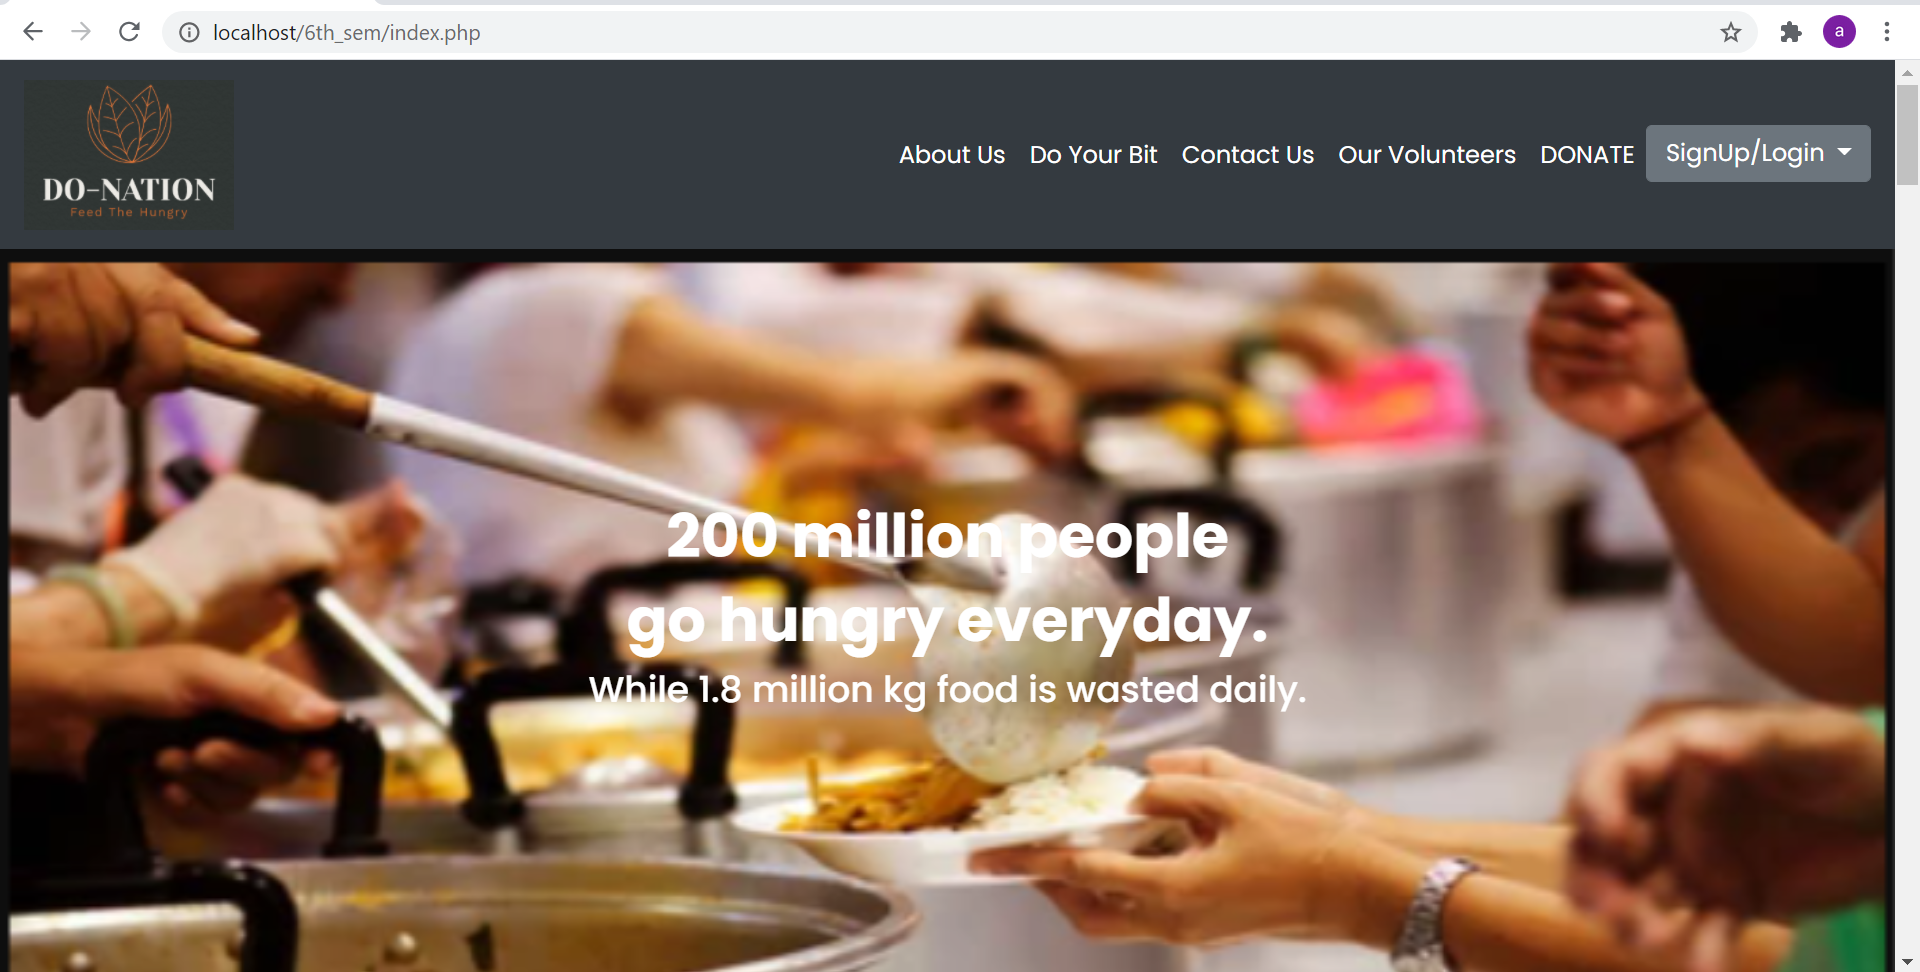 localhost/6th_sem/index.php
a
DO-NATION
Feed The Hungry
About Us Do Your Bit Contact Us Our Volunteers DONATE SignUp/Login
200 million people
go hungry everyday.
While 1.8 million kg food is wasted daily.